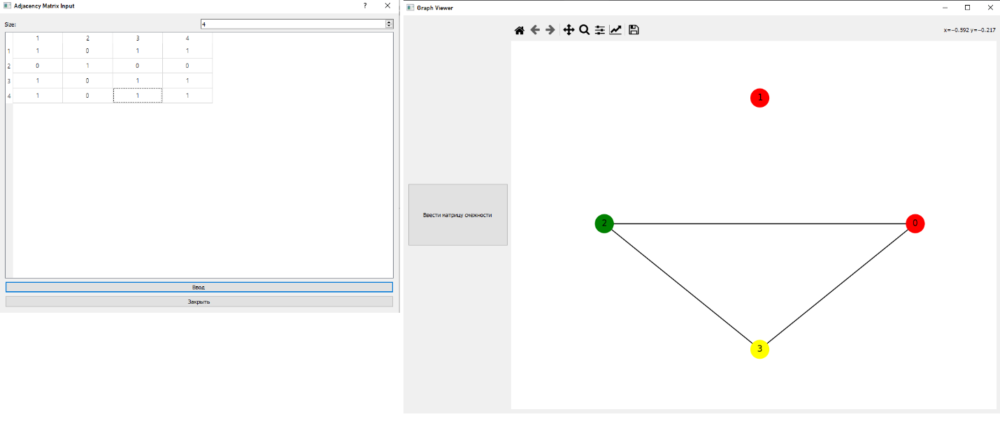 Adjacency Matrix Input
?
Size:
4
1 2 3 4
1 1 0 1 1
2 0 1 0 0
3 1 0 1 1
4 1 0 1 1
Ввод
Закрыть
Graph Viewer
x=−0.592 y=−0.217
Ввести матрицу смежности
1
2
0
3